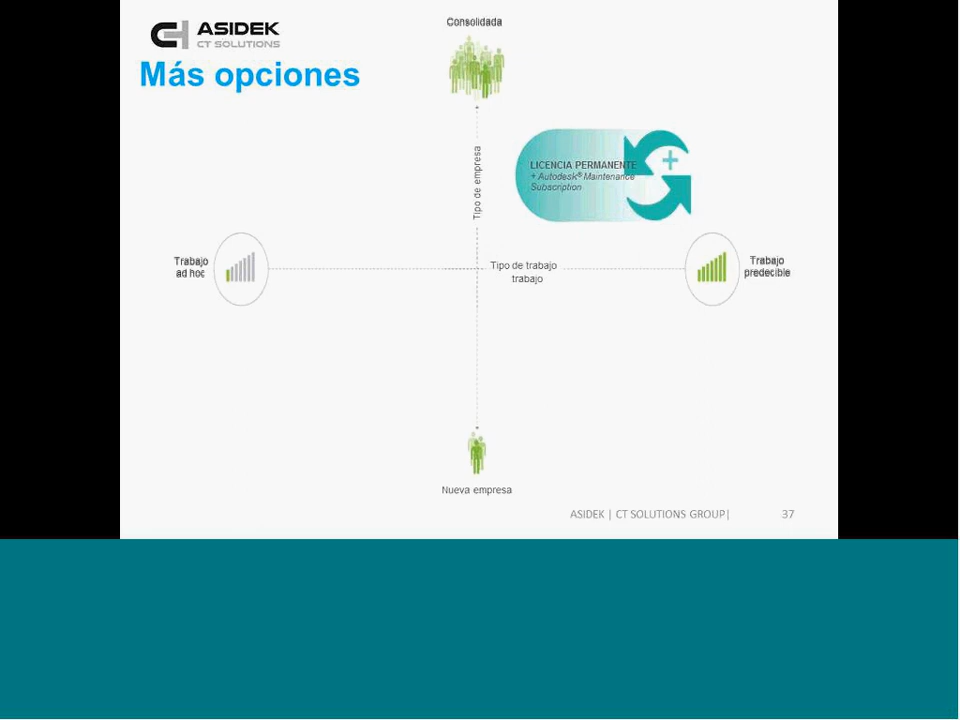 ASIDEK
CT SOLUTIONS
Más opciones
Consolidada
Tipo de empresa
LICENCIA PERMANENTE
+ Autodesk® Maintenance
Subscription
Trabajo
ad hoc
Tipo de trabajo
trabajo
Trabajo
predecible
Nueva empresa
ASIDEK | CT SOLUTIONS GROUP|
37